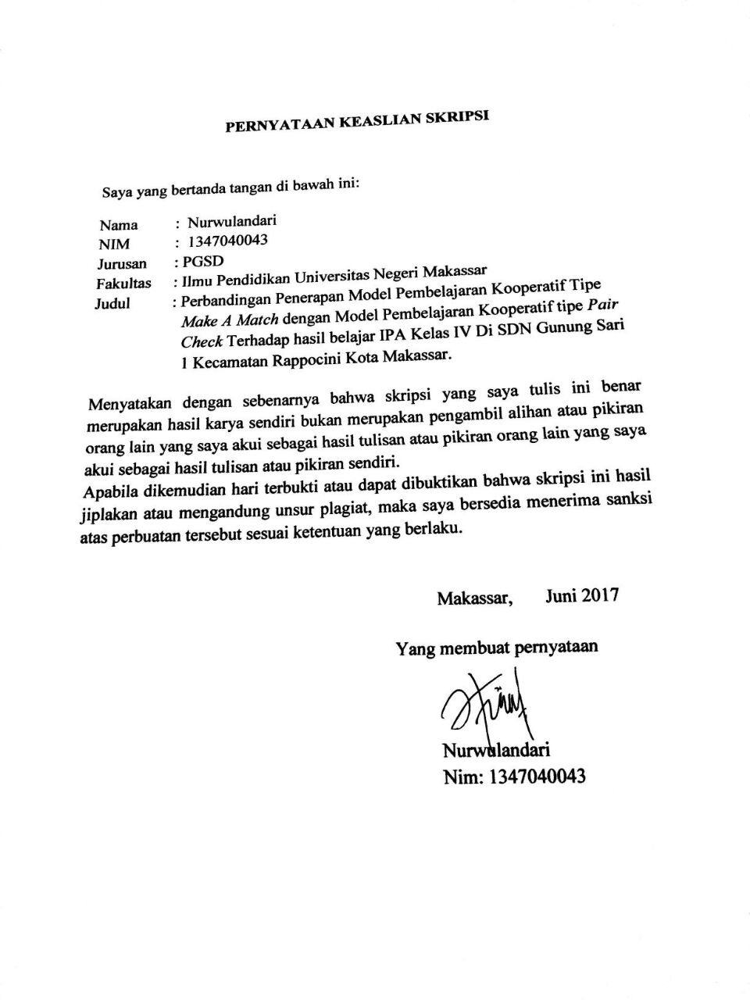 PERNYATAAN KEASLIAN SKRIPSI
Saya yang bertanda tangan di bawah ini:
Nama : Nurwulandari
NIM : 1347040043
Jurusan : PGSD
Fakultas : Ilmu Pendidikan Universitas Negeri Makassar
Judul : Perbandingan Penerapan Model Pembelajaran Kooperatif Tipe
Make A Match dengan Model Pembelajaran Kooperatif tipe Pair
Check Terhadap hasil belajar IPA Kelas IV Di SDN Gunung Sari
1 Kecamatan Rappocini Kota Makassar.
Menyatakan dengan sebenarnya bahwa skripsi yang saya tulis ini benar
merupakan hasil karya sendiri bukan merupakan pengambil alihan atau pikiran
orang lain yang saya akui sebagai hasil tulisan atau pikiran orang lain yang saya
akui sebagai hasil tulisan atau pikiran sendiri.
Apabila dikemudian hari terbukti atau dapat dibuktikan bahwa skripsi ini hasil
jiplakan atau mengandung unsur plagiat, maka saya bersedia menerima sanksi
atas perbuatan tersebut sesuai ketentuan yang berlaku.
Makassar, Juni 2017
Yang membuat pernyataan
Nurwulandari
Nim: 1347040043